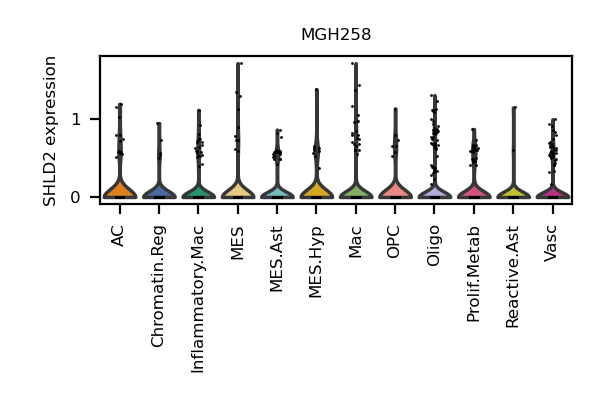 MGH258
SHLD2 expression
1
0
AC
Chromatin.Reg
Inflammatory.Mac
MES
MES.Ast
MES.Hyp
Mac
OPC
Oligo
Prolif.Metab
Reactive.Ast
Vasc